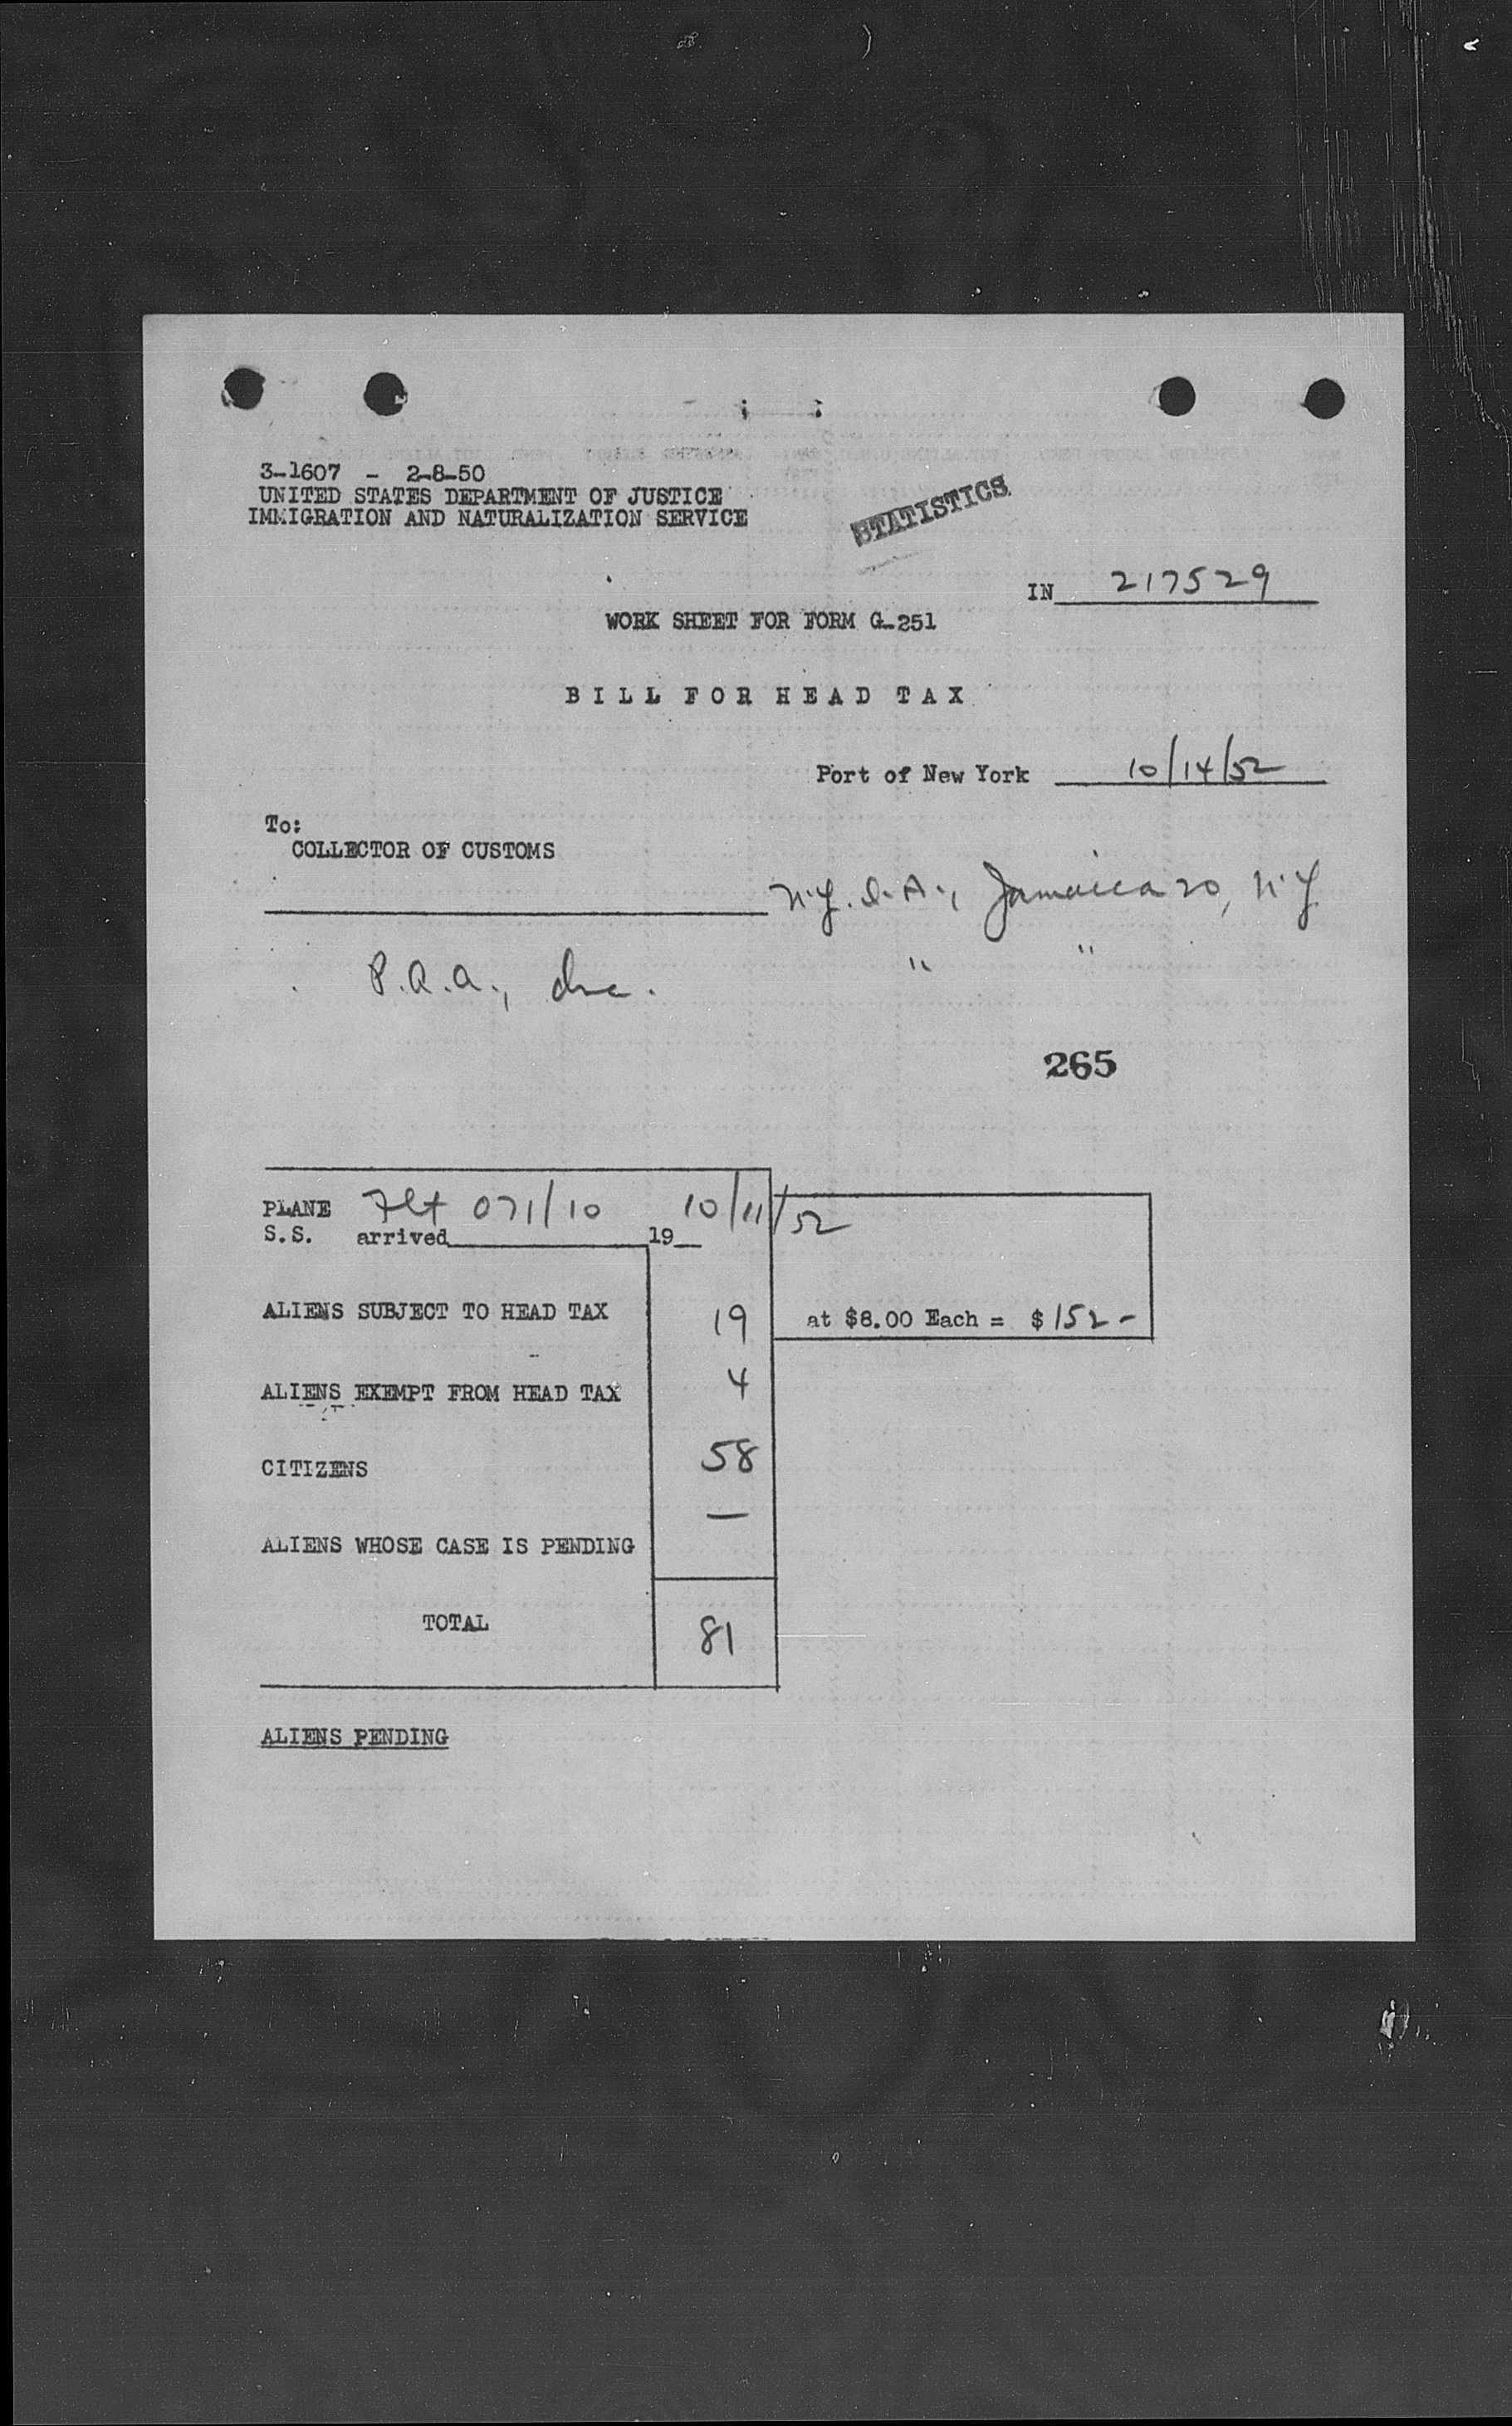 3-1607 - 2-8-50
UNITED STATES DEPARTMENT OF JUSTICE
IMMIGRATION AND NATURALIZATION SERVICE
STATISTICS
IN 217529
WORK SHEET FOR FORM G-251
BILL FOR HEAD TAX
Port of New York 10/14/52
To:
COLLECTOR OF CUSTOMS
N.Y. I. A., Jamaica 20, N.Y
P.A.A., Inc. " "
265
PLANE Flt 071/10 10/11/52
S.S. arrived 19
ALIENS SUBJECT TO HEAD TAX 19 at $8.00 Each = $ 152-
ALIENS EXEMPT FROM HEAD TAX 4
CITIZENS 58
ALIENS WHOSE CASE IS PENDING —
TOTAL 81
ALIENS PENDING